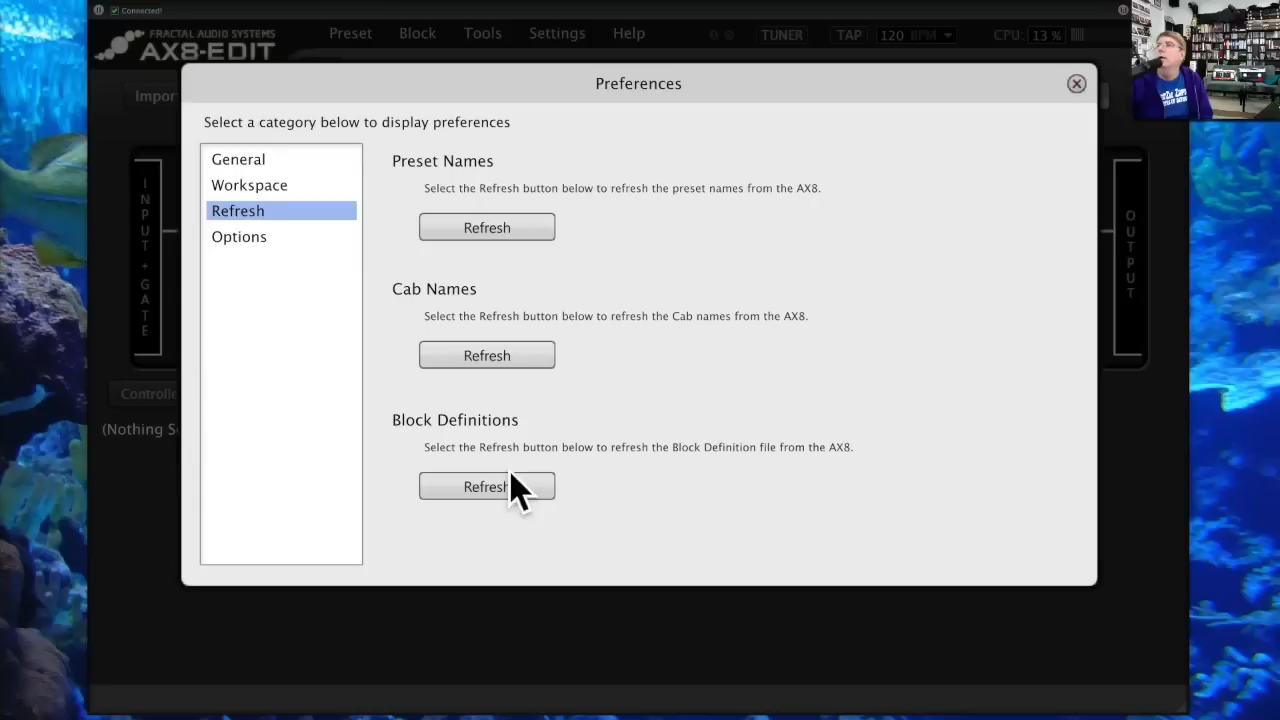 Connected!
FRACTAL AUDIO SYSTEMS
AX8-EDIT
Preset Block Tools Settings Help
TUNER TAP 120 BPM CPU: 13 %
Preferences
Select a category below to display preferences
General
Workspace
Refresh
Options
Preset Names
Select the Refresh button below to refresh the preset names from the AX8.
Refresh
Cab Names
Select the Refresh button below to refresh the Cab names from the AX8.
Refresh
Block Definitions
Select the Refresh button below to refresh the Block Definition file from the AX8.
Refresh
Impor
INPUT + GATE
OUTPUT
Controlle
(Nothing S